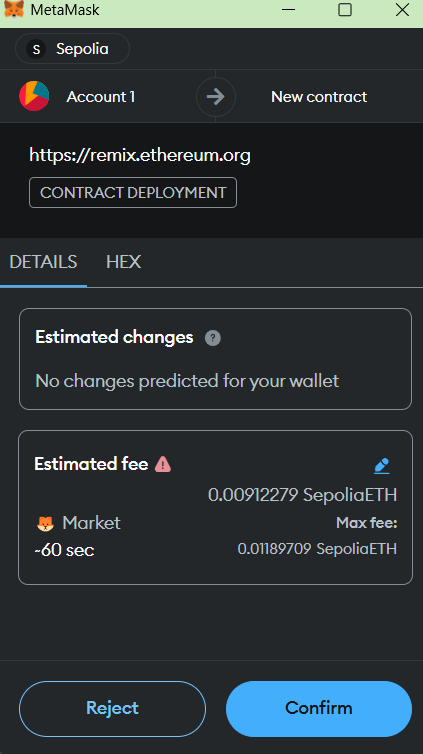 MetaMask
S Sepolia
Account 1 New contract
https://remix.ethereum.org
CONTRACT DEPLOYMENT
DETAILS HEX
Estimated changes ?
No changes predicted for your wallet
Estimated fee
0.00912279 SepoliaETH
Market Max fee:
~60 sec 0.01189709 SepoliaETH
Reject Confirm